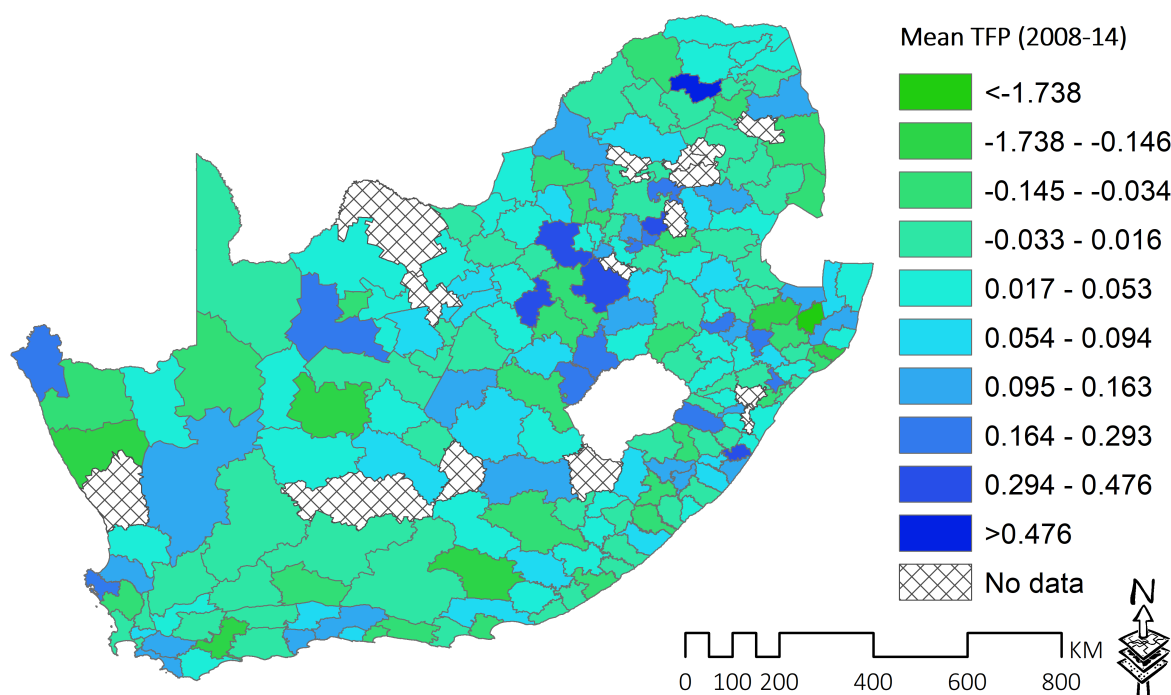 Mean TFP (2008-14)
<-1.738
-1.738 - -0.146
-0.145 - -0.034
-0.033 - 0.016
0.017 - 0.053
0.054 - 0.094
0.095 - 0.163
0.164 - 0.293
0.294 - 0.476
>0.476
No data
N
KM
0 100 200 400 600 800